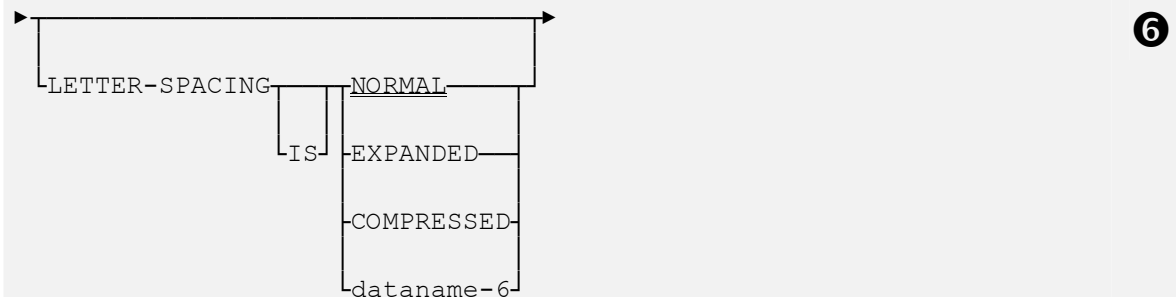 ❻
LETTER-SPACING NORMAL
IS EXPANDED
COMPRESSED
dataname-6